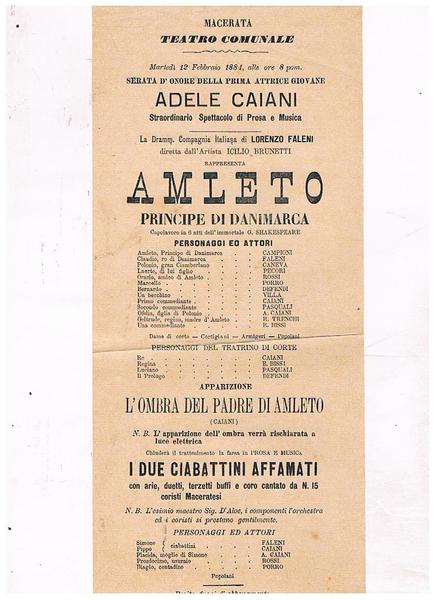 MACERATA
TEATRO COMUNALE
Martedì 12 Febbraio 1884, alle ore 8 pom.
SERATA D' ONORE DELLA PRIMA ATTRICE GIOVANE
ADELE CAIANI
Straordinario Spettacolo di Prosa e Musica
La Dramm. Compagnia Italiana di LORENZO FALENI
diretta dall'Artista ICILIO BRUNETTI
RAPPRESENTA
AMLETO
PRINCIPE DI DANIMARCA
Capolavoro in 6 atti dell' immortale G. SHAKESPEARE
PERSONAGGI ED ATTORI
Amleto, Principe di Danimarca . . . CAMPIONI
Claudio, re di Danimarca . . . FALENI
Polonio, gran Ciambertano . . . CANEVA
Laerte, di lui figlio . . . PECORI
Orazio, amico di Amleto . . . ROSSI
Marcello . . . PORRO
Bernardo . . . DEFENDI
Un becchino . . . VILLA
Primo commediante . . . CAIANI
Secondo commediante . . . PASQUALI
Ofelia, figlia di Polonio . . . A. CAIANI
Geltrude, regina, madre d' Amleto . . . R. TRENCHI
Una commediante . . . R. BISSI
Dame di corte — Cortigiani — Armigeri — Popolani
PERSONAGGI DEL TEATRINO DI CORTE
Re . . . CAIANI
Regina . . . R. BISSI
Luciano . . . PASQUALI
Il Prologo . . . DEFENDI
APPARIZIONE
L'OMBRA DEL PADRE DI AMLETO
(CAIANI)
N. B. L' apparizione dell' ombra verrà rischiarata a
luce elettrica
Chiuderà il trattenimento la farsa in PROSA E MUSICA
I DUE CIABATTINI AFFAMATI
con arie, duetti, terzetti buffi e coro cantato da N. 15
coristi Maceratesi
N. B. L'esimio maestro Sig. D'Aloe, i componenti l'orchestra
ed i coristi si prestano gentilmente.
PERSONAGGI ED ATTORI
Simone } ciabattini . . . FALENI
Pippo . . . CAIANI
Placida, moglie di Simone . . . A. CAIANI
Prosdocimo, usuraio . . . ROSSI
Biagio, contadino . . . PORRO
Popolani